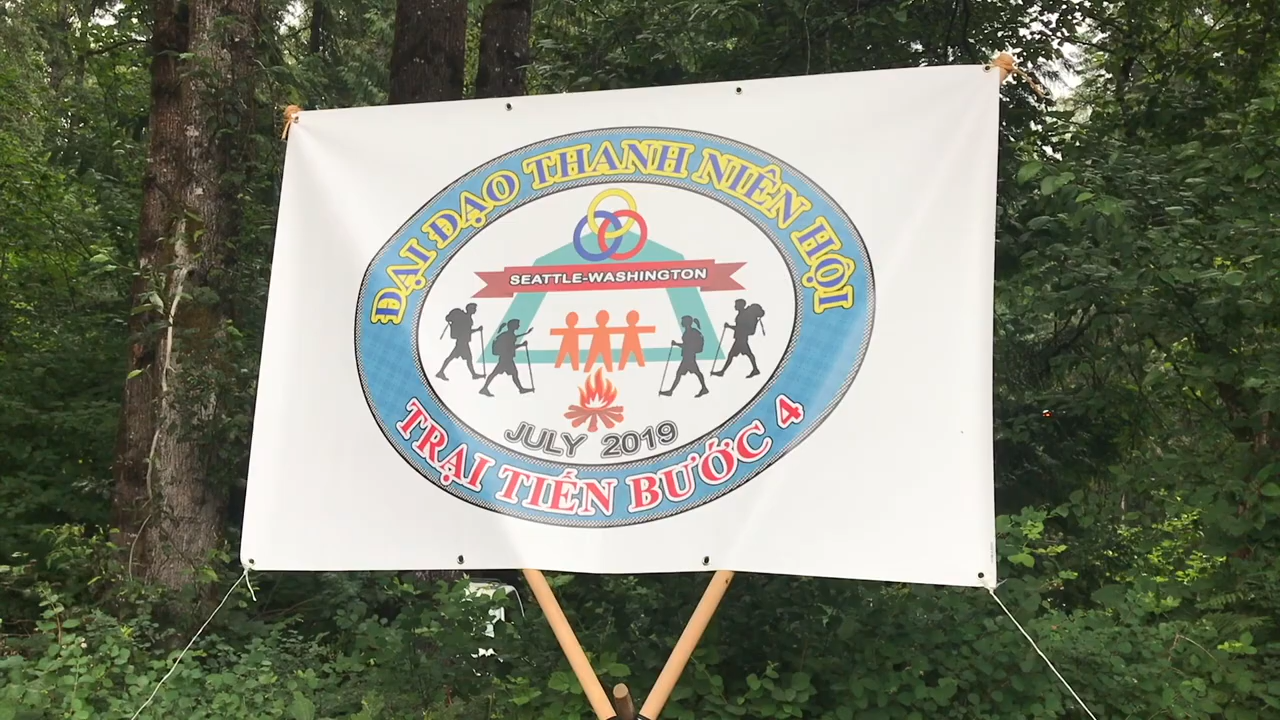 ĐẠI ĐẠO THANH NIÊN HỘI
SEATTLE-WASHINGTON
JULY 2019
TRẠI TIẾN BƯỚC 4